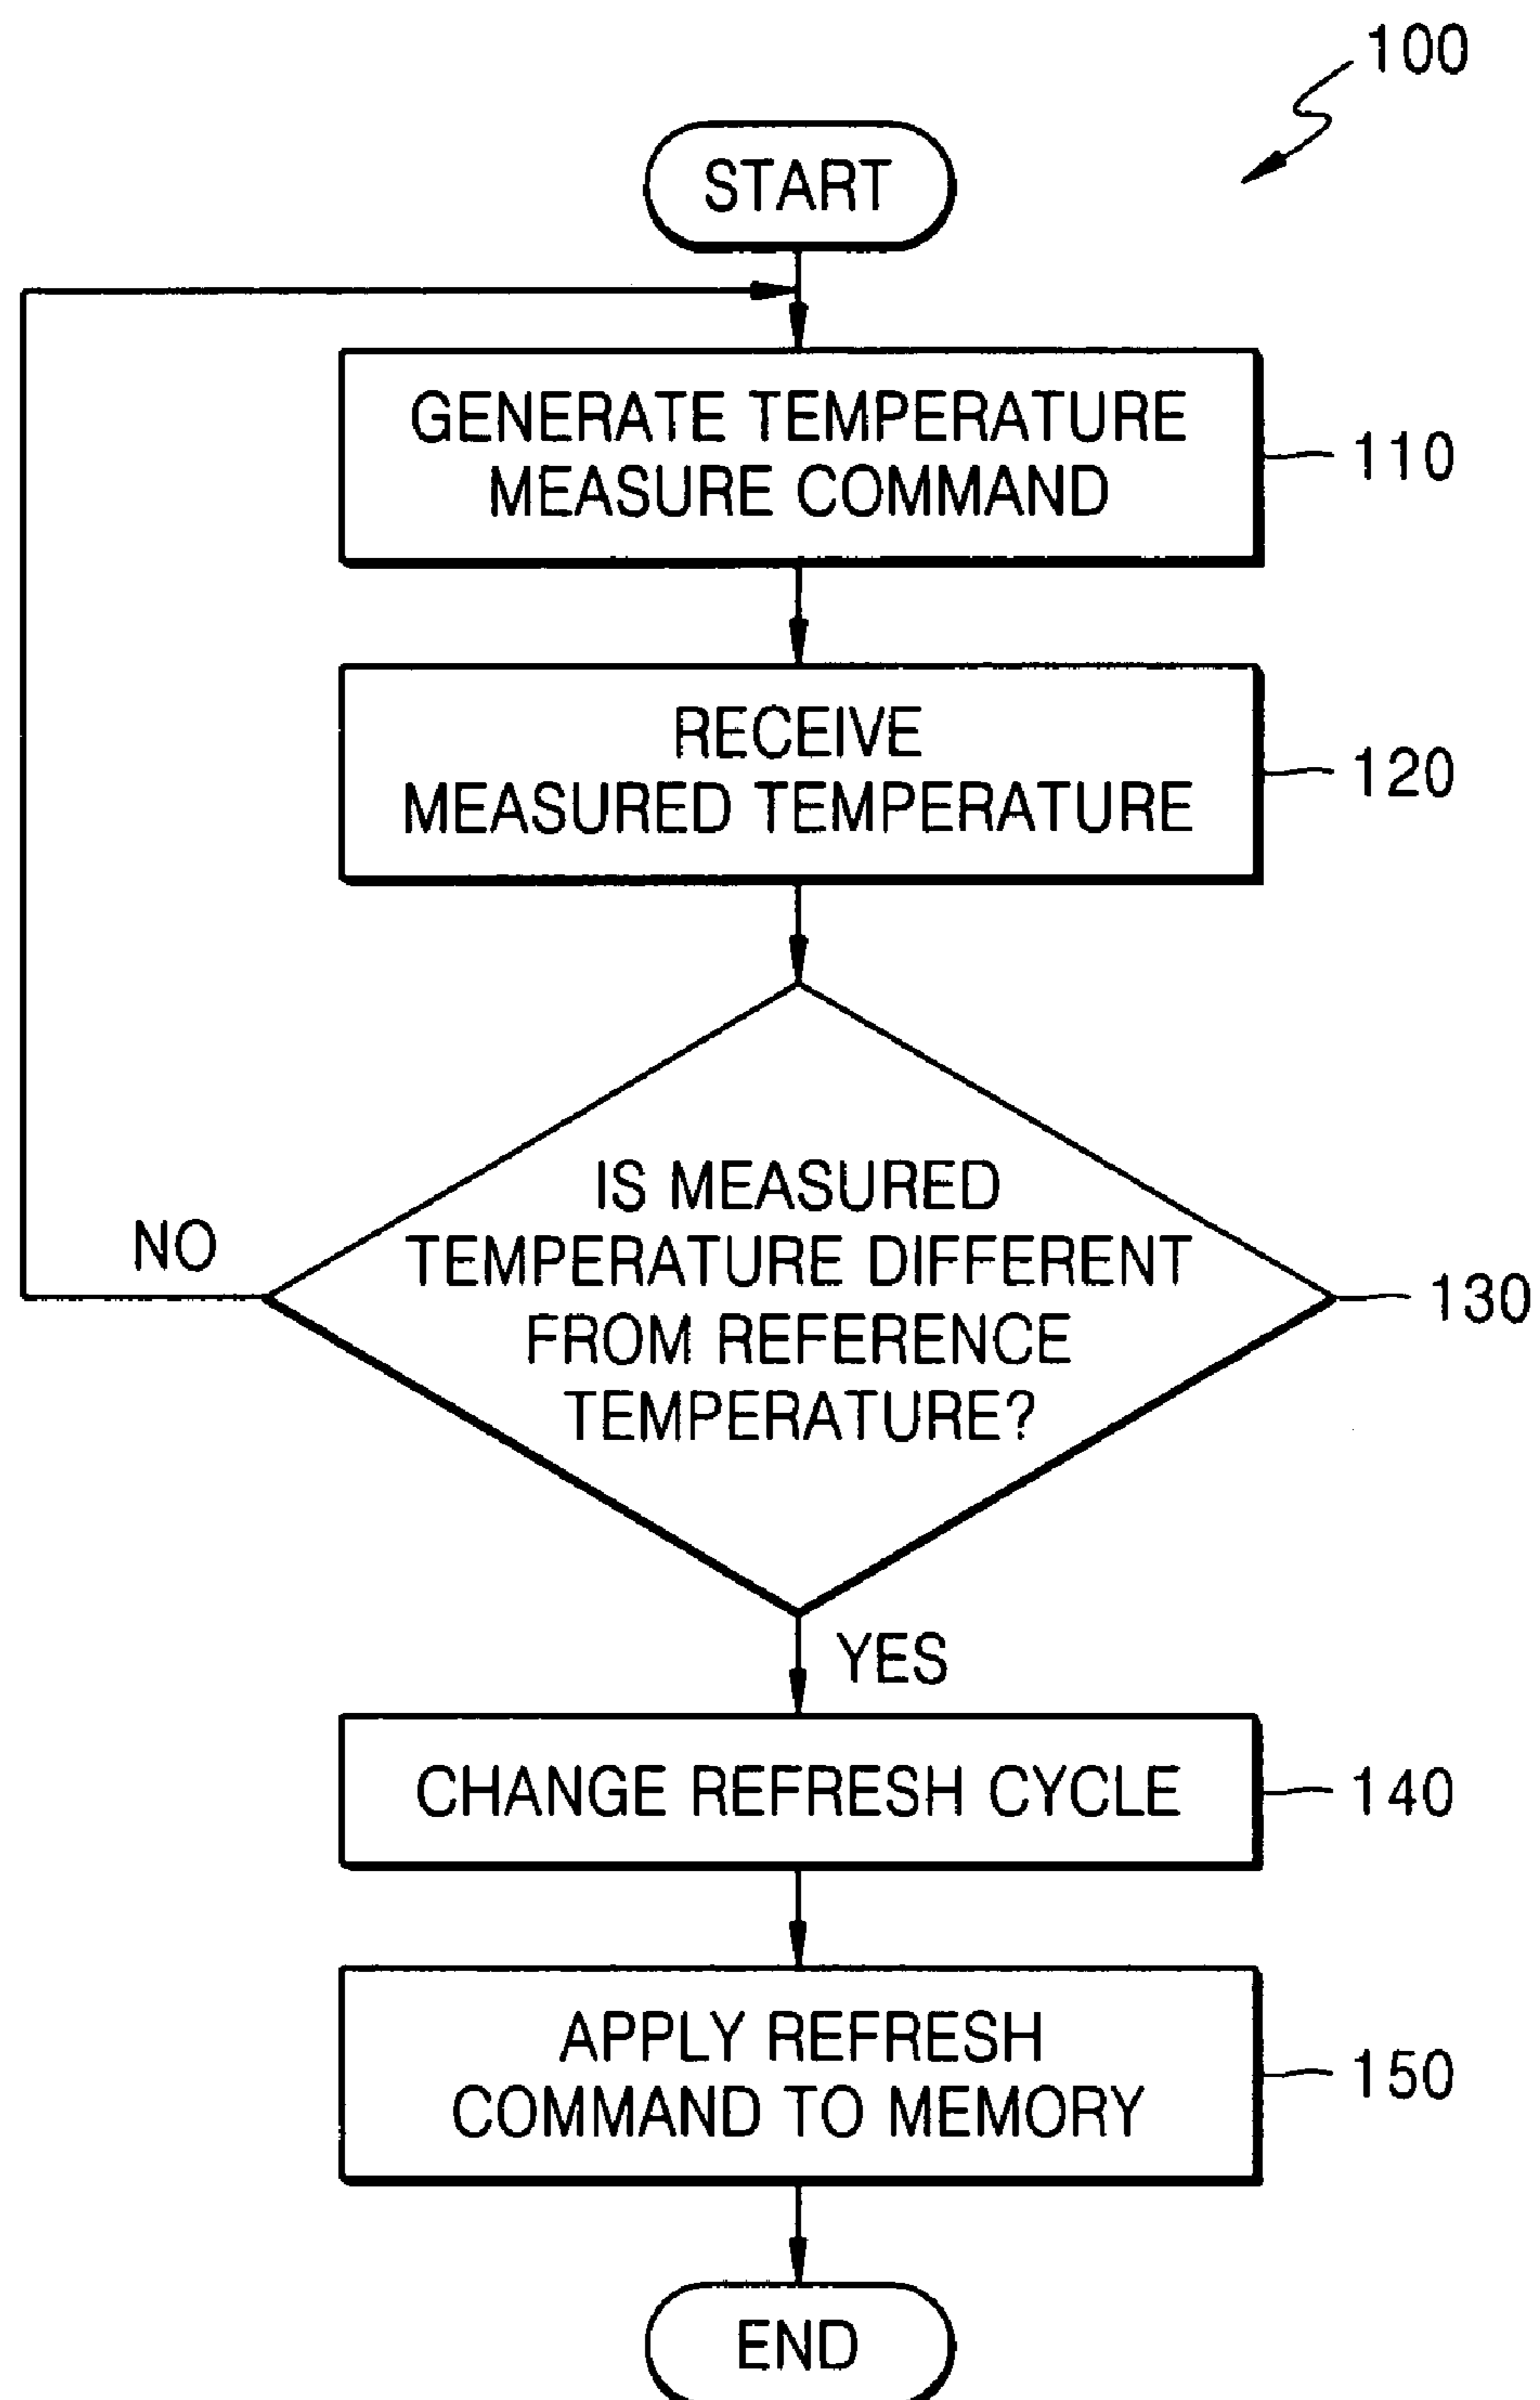 100
START
GENERATE TEMPERATURE
MEASURE COMMAND
110
RECEIVE
MEASURED TEMPERATURE
120
IS MEASURED
TEMPERATURE DIFFERENT
FROM REFERENCE
TEMPERATURE?
130
NO
YES
CHANGE REFRESH CYCLE
140
APPLY REFRESH
COMMAND TO MEMORY
150
END